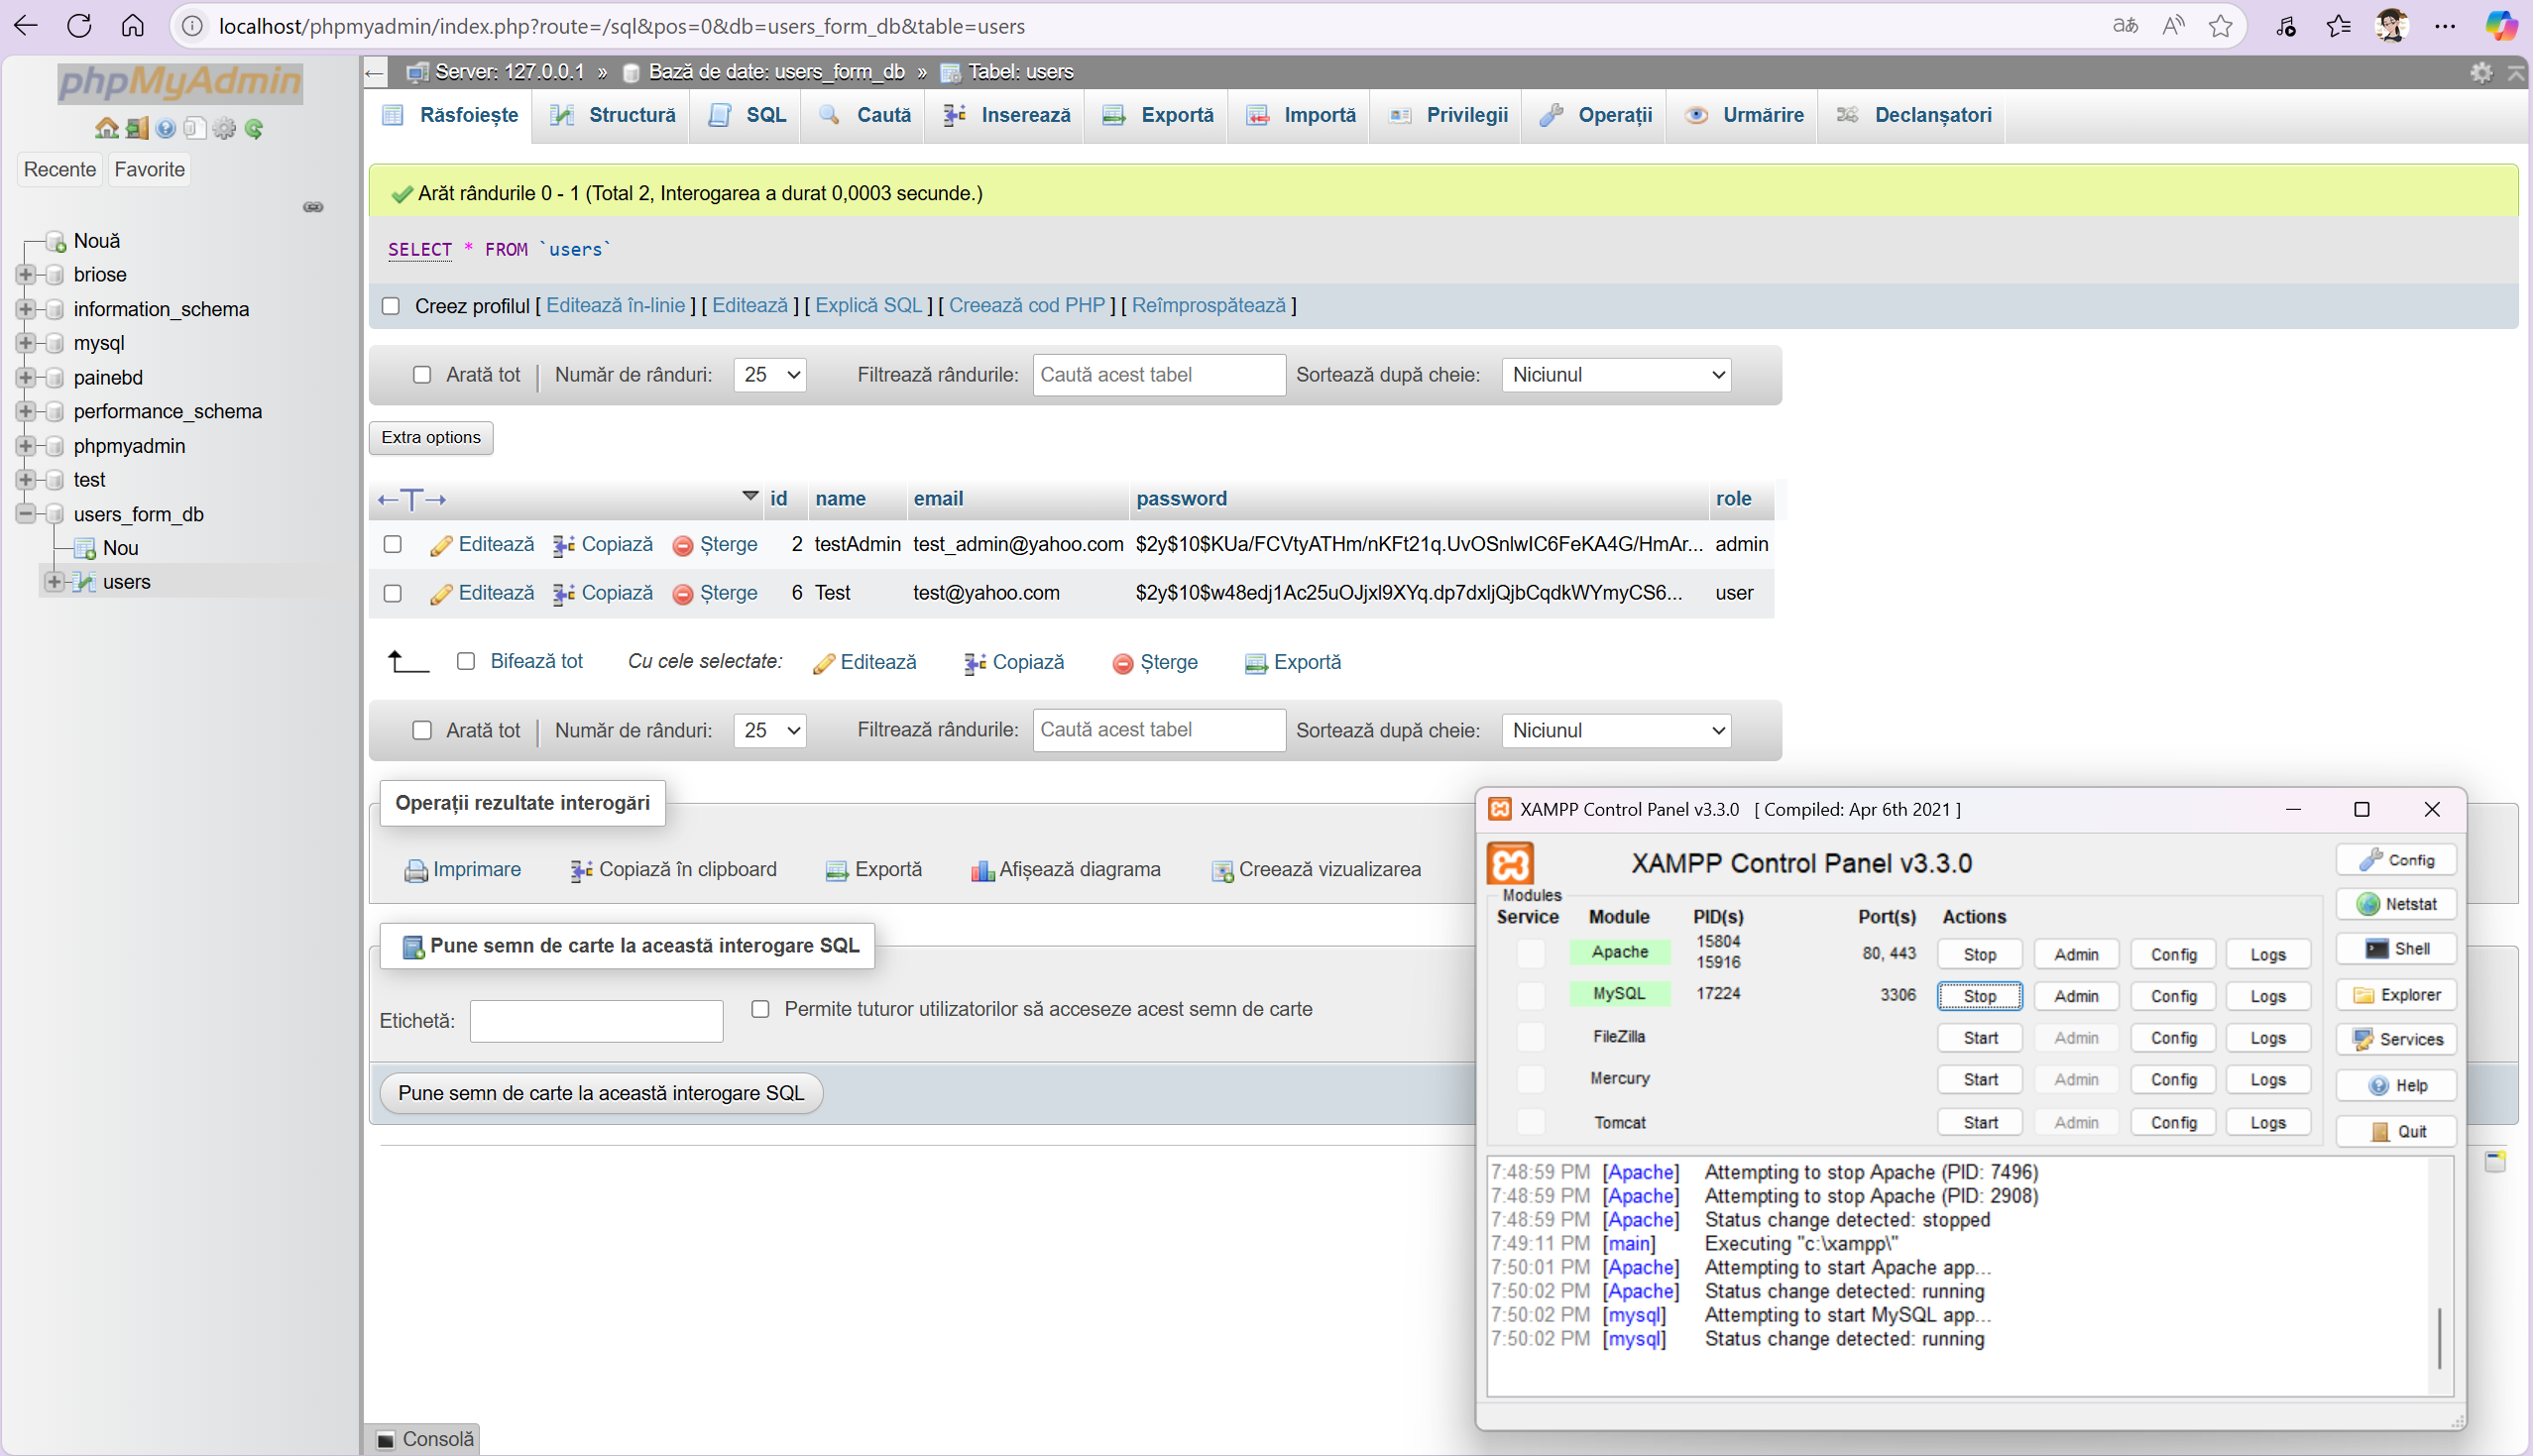 localhost/phpmyadmin/index.php?route=/sql&pos=0&db=users_form_db&table=users
phpMyAdmin
Recente Favorite
Nouă
briose
information_schema
mysql
painebd
performance_schema
phpmyadmin
test
users_form_db
Nou
users
Server: 127.0.0.1 » Bază de date: users_form_db » Tabel: users
Răsfoiește Structură SQL Caută Inserează Exportă Importă Privilegii Operații Urmărire Declanșatori
Arăt rândurile 0 - 1 (Total 2, Interogarea a durat 0,0003 secunde.)
SELECT * FROM `users`
Creez profilul [ Editează în-linie ] [ Editează ] [ Explică SQL ] [ Creează cod PHP ] [ Reîmprospătează ]
Arată tot | Număr de rânduri: 25 Filtrează rândurile: Caută acest tabel Sortează după cheie: Niciunul
Extra options
←T→ id name email password role
Editează Copiază Șterge 2 testAdmin test_admin@yahoo.com $2y$10$KUa/FCVtyATHm/nKFt21q.UvOSnlwIC6FeKA4G/HmAr... admin
Editează Copiază Șterge 6 Test test@yahoo.com $2y$10$w48edj1Ac25uOJjxl9XYq.dp7dxljQjbCqdkWYmyCS6... user
Bifează tot Cu cele selectate: Editează Copiază Șterge Exportă
Arată tot | Număr de rânduri: 25 Filtrează rândurile: Caută acest tabel Sortează după cheie: Niciunul
Operații rezultate interogări
Imprimare Copiază în clipboard Exportă Afișează diagrama Creează vizualizarea
Pune semn de carte la această interogare SQL
Etichetă: Permite tuturor utilizatorilor să acceseze acest semn de carte
Pune semn de carte la această interogare SQL
Consolă
XAMPP Control Panel v3.3.0 [ Compiled: Apr 6th 2021 ]
XAMPP Control Panel v3.3.0
Config
Netstat
Shell
Explorer
Services
Help
Quit
Modules
Service Module PID(s) Port(s) Actions
Apache 15804 15916 80, 443 Stop Admin Config Logs
MySQL 17224 3306 Stop Admin Config Logs
FileZilla Start Admin Config Logs
Mercury Start Admin Config Logs
Tomcat Start Admin Config Logs
7:48:59 PM [Apache] Attempting to stop Apache (PID: 7496)
7:48:59 PM [Apache] Attempting to stop Apache (PID: 2908)
7:48:59 PM [Apache] Status change detected: stopped
7:49:11 PM [main] Executing "c:\xampp\"
7:50:01 PM [Apache] Attempting to start Apache app...
7:50:02 PM [Apache] Status change detected: running
7:50:02 PM [mysql] Attempting to start MySQL app...
7:50:02 PM [mysql] Status change detected: running